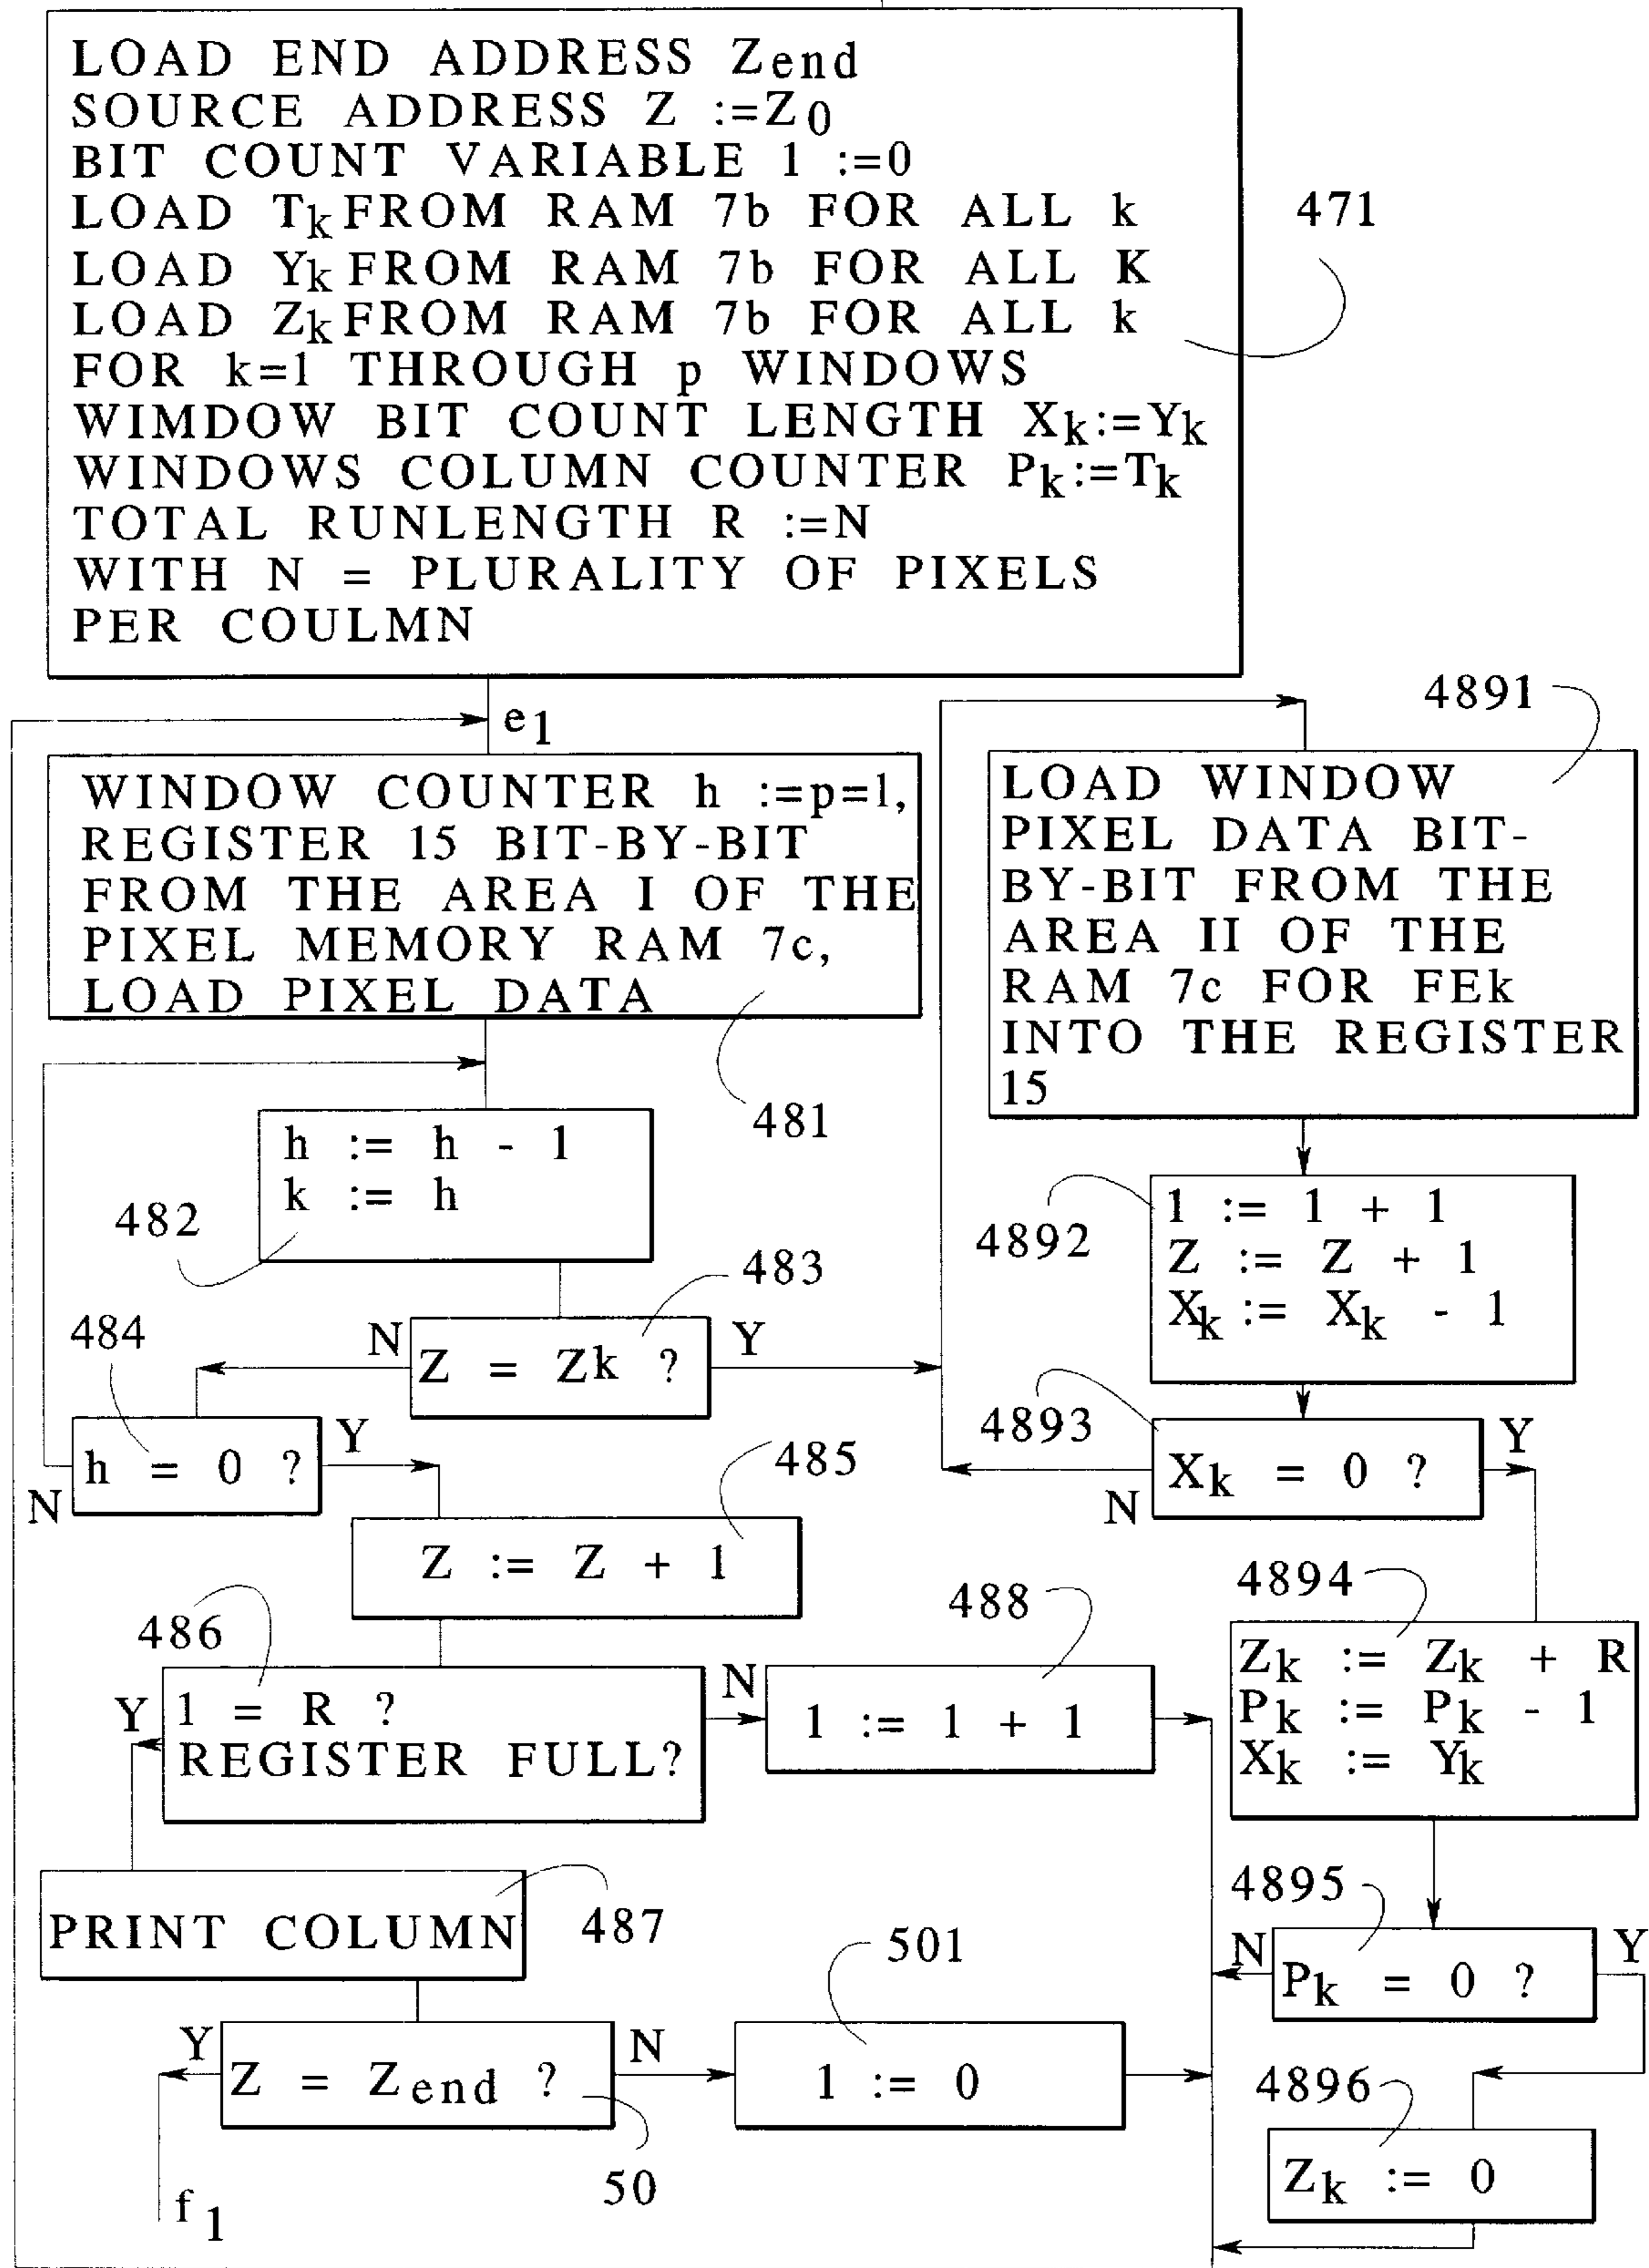 LOAD END ADDRESS Zend
SOURCE ADDRESS Z :=Z0
BIT COUNT VARIABLE 1 :=0
LOAD Tk FROM RAM 7b FOR ALL k
LOAD Yk FROM RAM 7b FOR ALL K
LOAD Zk FROM RAM 7b FOR ALL k
FOR k=1 THROUGH p WINDOWS
WIMDOW BIT COUNT LENGTH Xk:=Yk
WINDOWS COLUMN COUNTER Pk:=Tk
TOTAL RUNLENGTH R :=N
WITH N = PLURALITY OF PIXELS
PER COULMN
471
e1
WINDOW COUNTER h :=p=1,
REGISTER 15 BIT-BY-BIT
FROM THE AREA I OF THE
PIXEL MEMORY RAM 7c,
LOAD PIXEL DATA
481
4891
LOAD WINDOW
PIXEL DATA BIT-
BY-BIT FROM THE
AREA II OF THE
RAM 7c FOR FEk
INTO THE REGISTER
15
h := h - 1
k := h
482
4892
1 := 1 + 1
Z := Z + 1
Xk := Xk - 1
483
N
Z = Zk ?
Y
484
h = 0 ?
Y
N
4893
Xk = 0 ?
Y
N
485
Z := Z + 1
486
1 = R ?
REGISTER FULL?
Y
N
488
1 := 1 + 1
4894
Zk := Zk + R
Pk := Pk - 1
Xk := Yk
PRINT COLUMN
487
4895
N
Pk = 0 ?
Y
501
Y
Z = Zend ?
N
50
1 := 0
4896
Zk := 0
f1